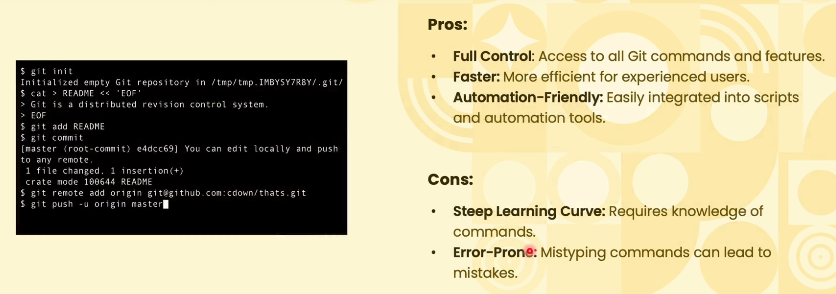 $ git init
Initialized empty Git repository in /tmp/tmp.IMBYSY7R8Y/.git/
$ cat > README << 'EOF'
> Git is a distributed revision control system.
> EOF
$ git add README
$ git commit
[master (root-commit) e4dcc69] You can edit locally and push
to any remote.
1 file changed. 1 insertion(+)
crate mode 100644 README
$ git remote add origin git@github.com:cdown/thats.git
$ git push -u origin master
Pros:
• Full Control: Access to all Git commands and features.
• Faster: More efficient for experienced users.
• Automation-Friendly: Easily integrated into scripts
and automation tools.
Cons:
• Steep Learning Curve: Requires knowledge of
commands.
• Error-Prone: Mistyping commands can lead to
mistakes.